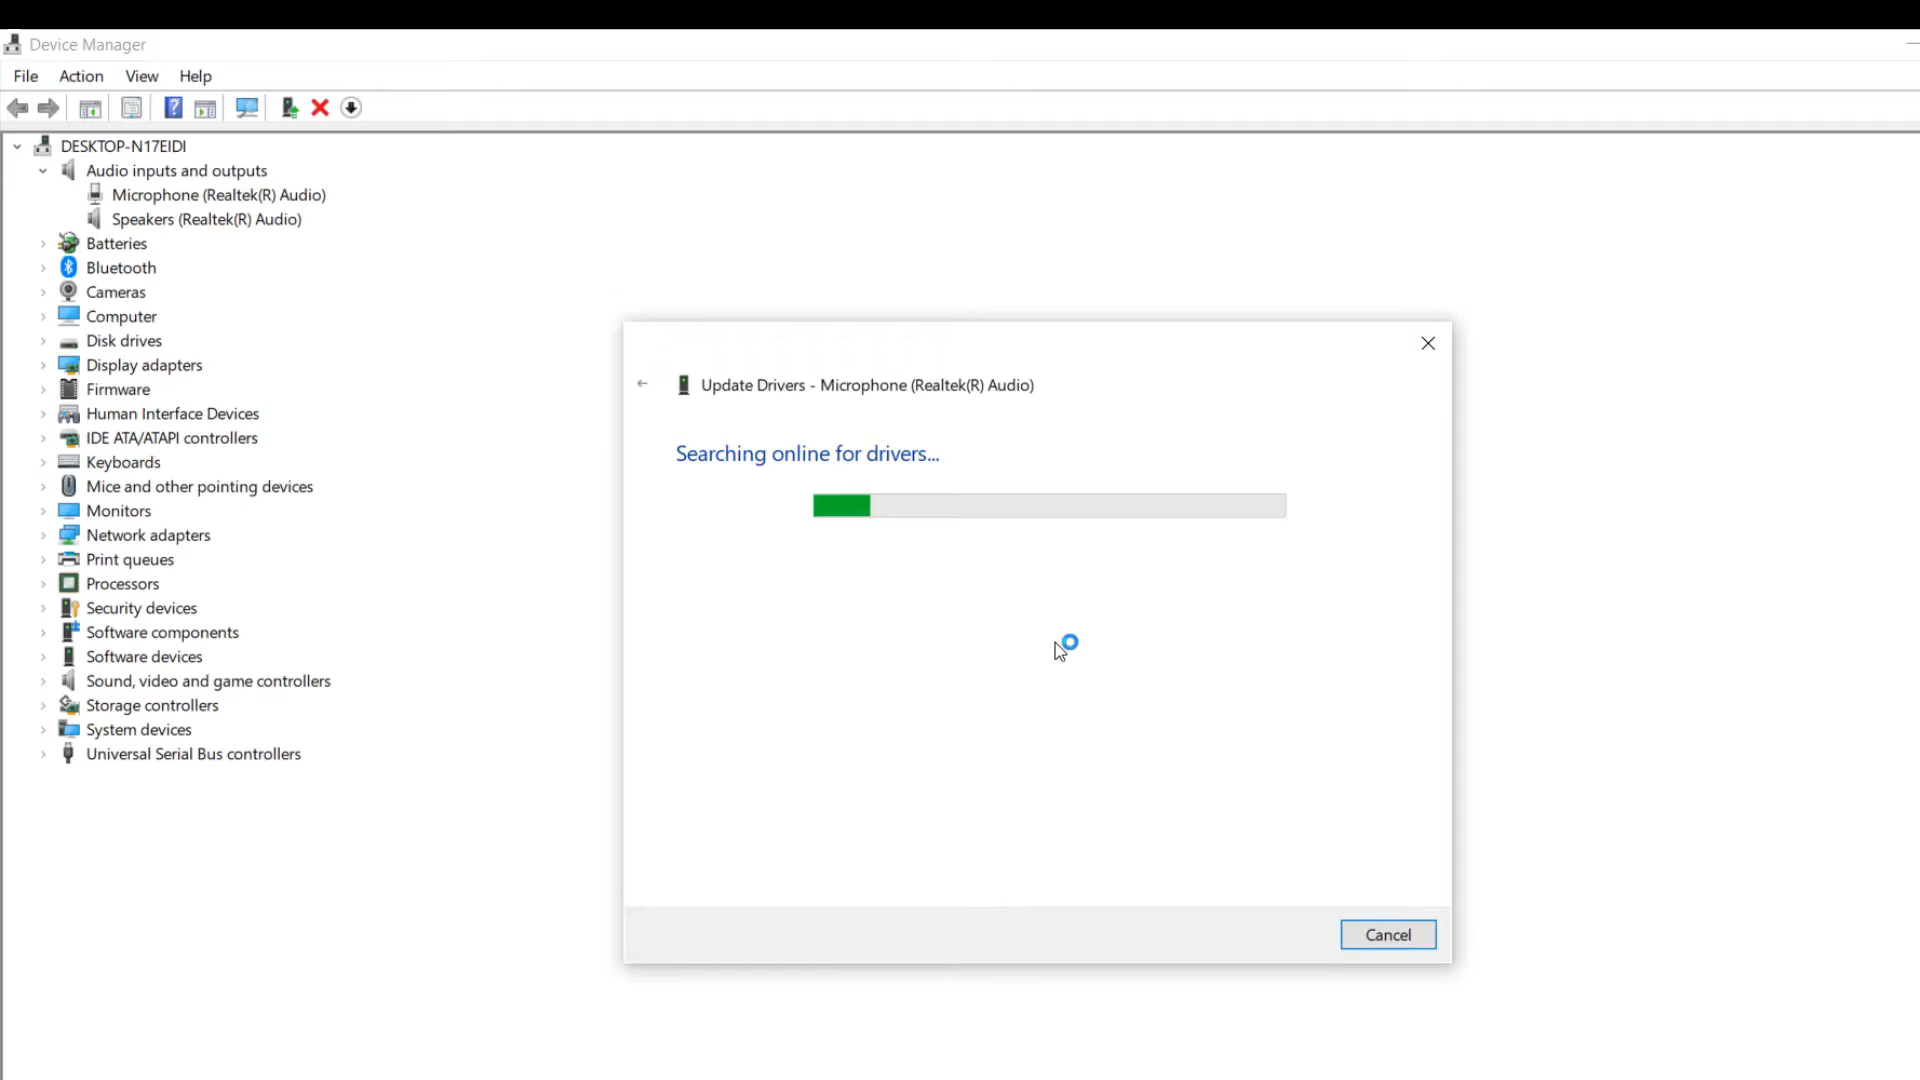 Device Manager
File Action View Help
DESKTOP-N17EIDI
Audio inputs and outputs
Microphone (Realtek(R) Audio)
Speakers (Realtek(R) Audio)
Batteries
Bluetooth
Cameras
Computer
Disk drives
Display adapters
Firmware
Human Interface Devices
IDE ATA/ATAPI controllers
Keyboards
Mice and other pointing devices
Monitors
Network adapters
Print queues
Processors
Security devices
Software components
Software devices
Sound, video and game controllers
Storage controllers
System devices
Universal Serial Bus controllers
Update Drivers - Microphone (Realtek(R) Audio)
Searching online for drivers...
Cancel